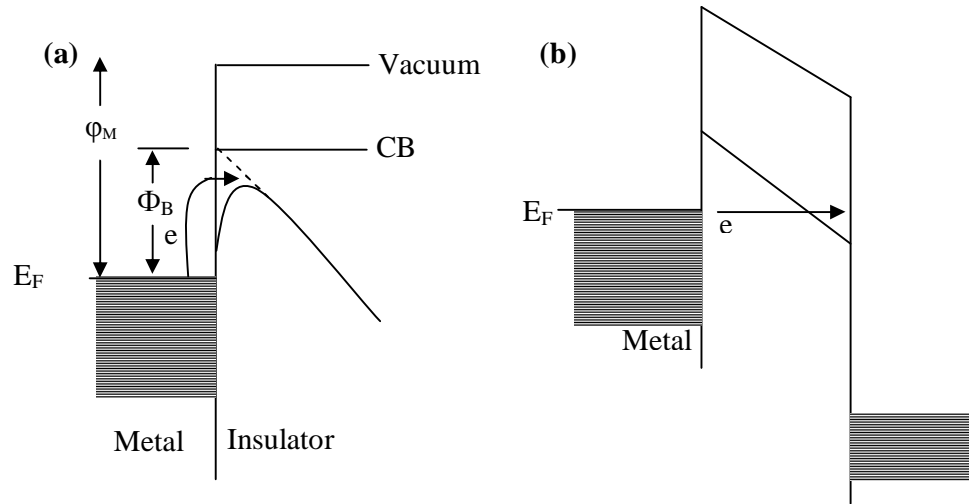 (a)
Vacuum
φM
CB
ΦB
e
EF
Metal
Insulator
(b)
EF
e
Metal